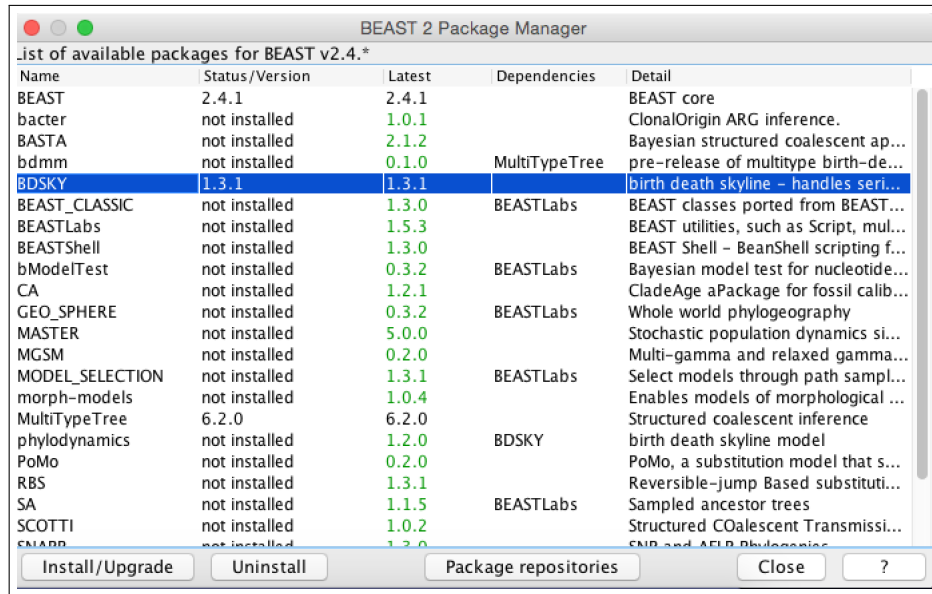 BEAST 2 Package Manager
List of available packages for BEAST v2.4.*
Name Status/Version Latest Dependencies Detail
BEAST 2.4.1 2.4.1 BEAST core
bacter not installed 1.0.1 ClonalOrigin ARG inference.
BASTA not installed 2.1.2 Bayesian structured coalescent ap...
bdmm not installed 0.1.0 MultiTypeTree pre-release of multitype birth-de...
BDSKY 1.3.1 1.3.1 birth death skyline - handles seri...
BEAST_CLASSIC not installed 1.3.0 BEASTLabs BEAST classes ported from BEAST...
BEASTLabs not installed 1.5.3 BEAST utilities, such as Script, mul...
BEASTShell not installed 1.3.0 BEAST Shell - BeanShell scripting f...
bModelTest not installed 0.3.2 BEASTLabs Bayesian model test for nucleotide...
CA not installed 1.2.1 CladeAge aPackage for fossil calib...
GEO_SPHERE not installed 0.3.2 BEASTLabs Whole world phylogeography
MASTER not installed 5.0.0 Stochastic population dynamics si...
MGSM not installed 0.2.0 Multi-gamma and relaxed gamma...
MODEL_SELECTION not installed 1.3.1 BEASTLabs Select models through path sampl...
morph-models not installed 1.0.4 Enables models of morphological ...
MultiTypeTree 6.2.0 6.2.0 Structured coalescent inference
phylodynamics not installed 1.2.0 BDSKY birth death skyline model
PoMo not installed 0.2.0 PoMo, a substitution model that s...
RBS not installed 1.3.1 Reversible-jump Based substituti...
SA not installed 1.1.5 BEASTLabs Sampled ancestor trees
SCOTTI not installed 1.0.2 Structured COalescent Transmissi...
SNAPP not installed 1.3.0 SNP and AFLP Phylogenies
Install/Upgrade Uninstall Package repositories Close ?